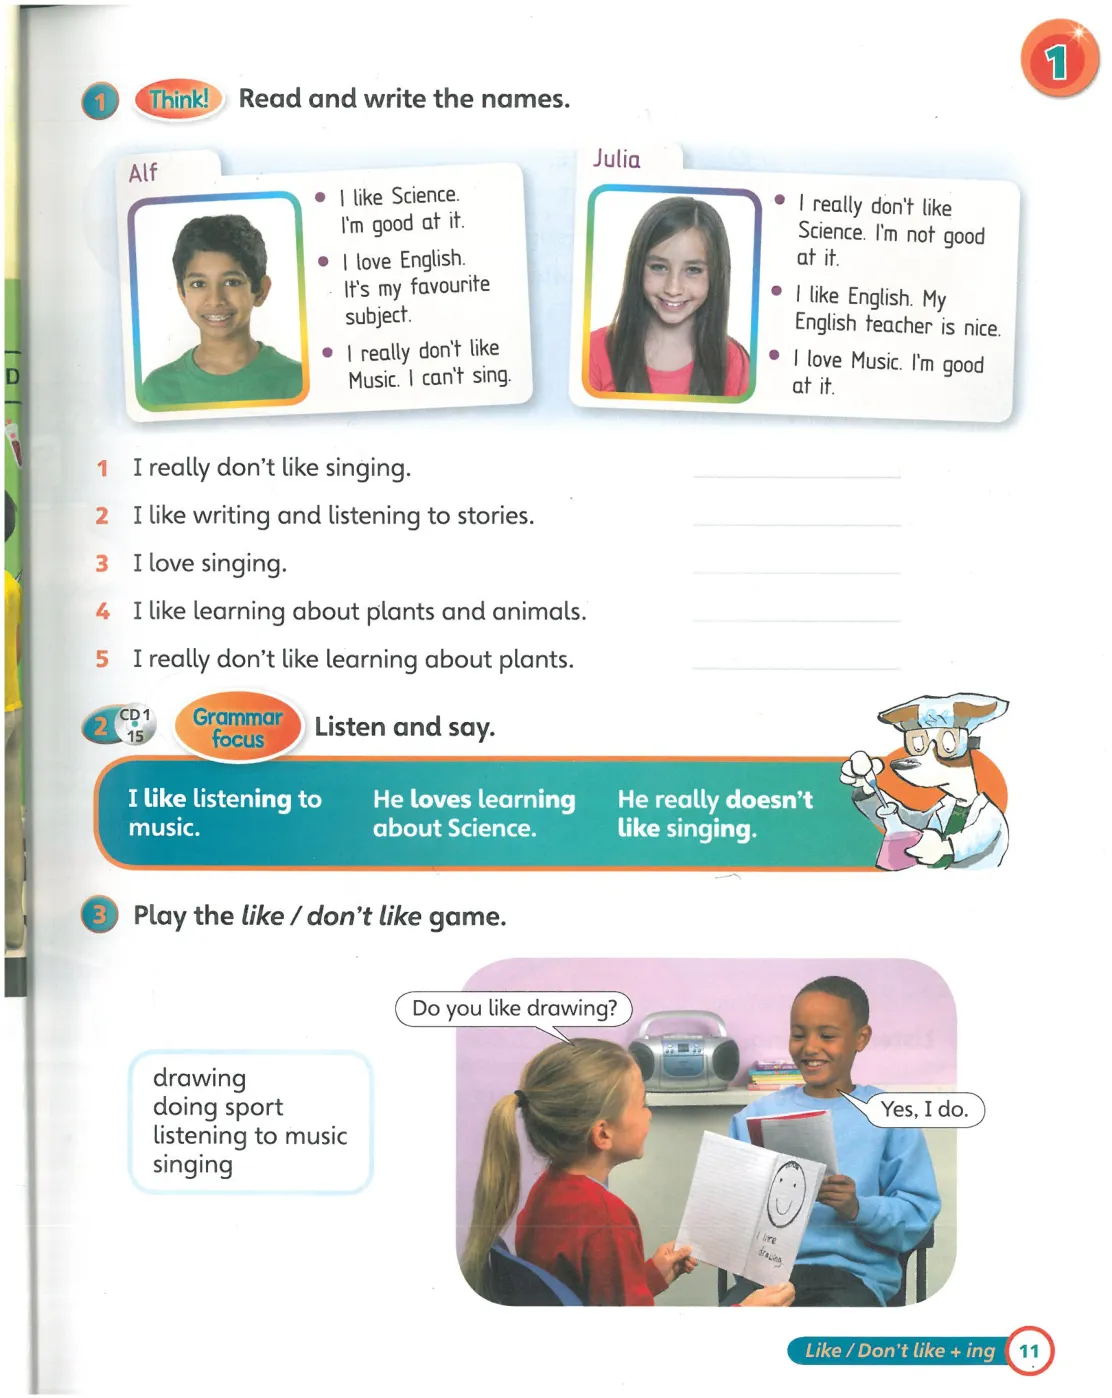 1
1 Think! Read and write the names.
Alf
• I like Science.
I'm good at it.
• I love English.
It's my favourite
subject.
• I really don't like
Music. I can't sing.
Julia
• I really don't like
Science. I'm not good
at it.
• I like English. My
English teacher is nice.
• I love Music. I'm good
at it.
1 I really don't like singing.
2 I like writing and listening to stories.
3 I love singing.
4 I like learning about plants and animals.
5 I really don't like learning about plants.
2 CD1
15
Grammar
focus
Listen and say.
I like listening to
music.
He loves learning
about Science.
He really doesn't
like singing.
3 Play the like / don't like game.
Do you like drawing?
Yes, I do.
drawing
doing sport
listening to music
singing
I like
drawing
Like / Don't like + ing 11
D